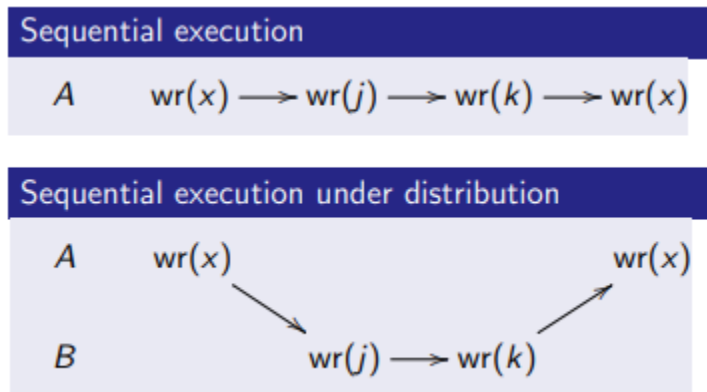 Sequential execution
A wr(x) wr(j) wr(k) wr(x)
Sequential execution under distribution
A wr(x) wr(x)
B wr(j) wr(k)